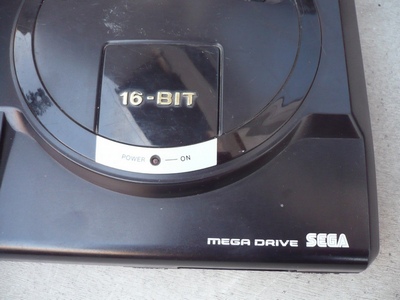 16-BIT
POWER ON
MEGA DRIVE SEGA